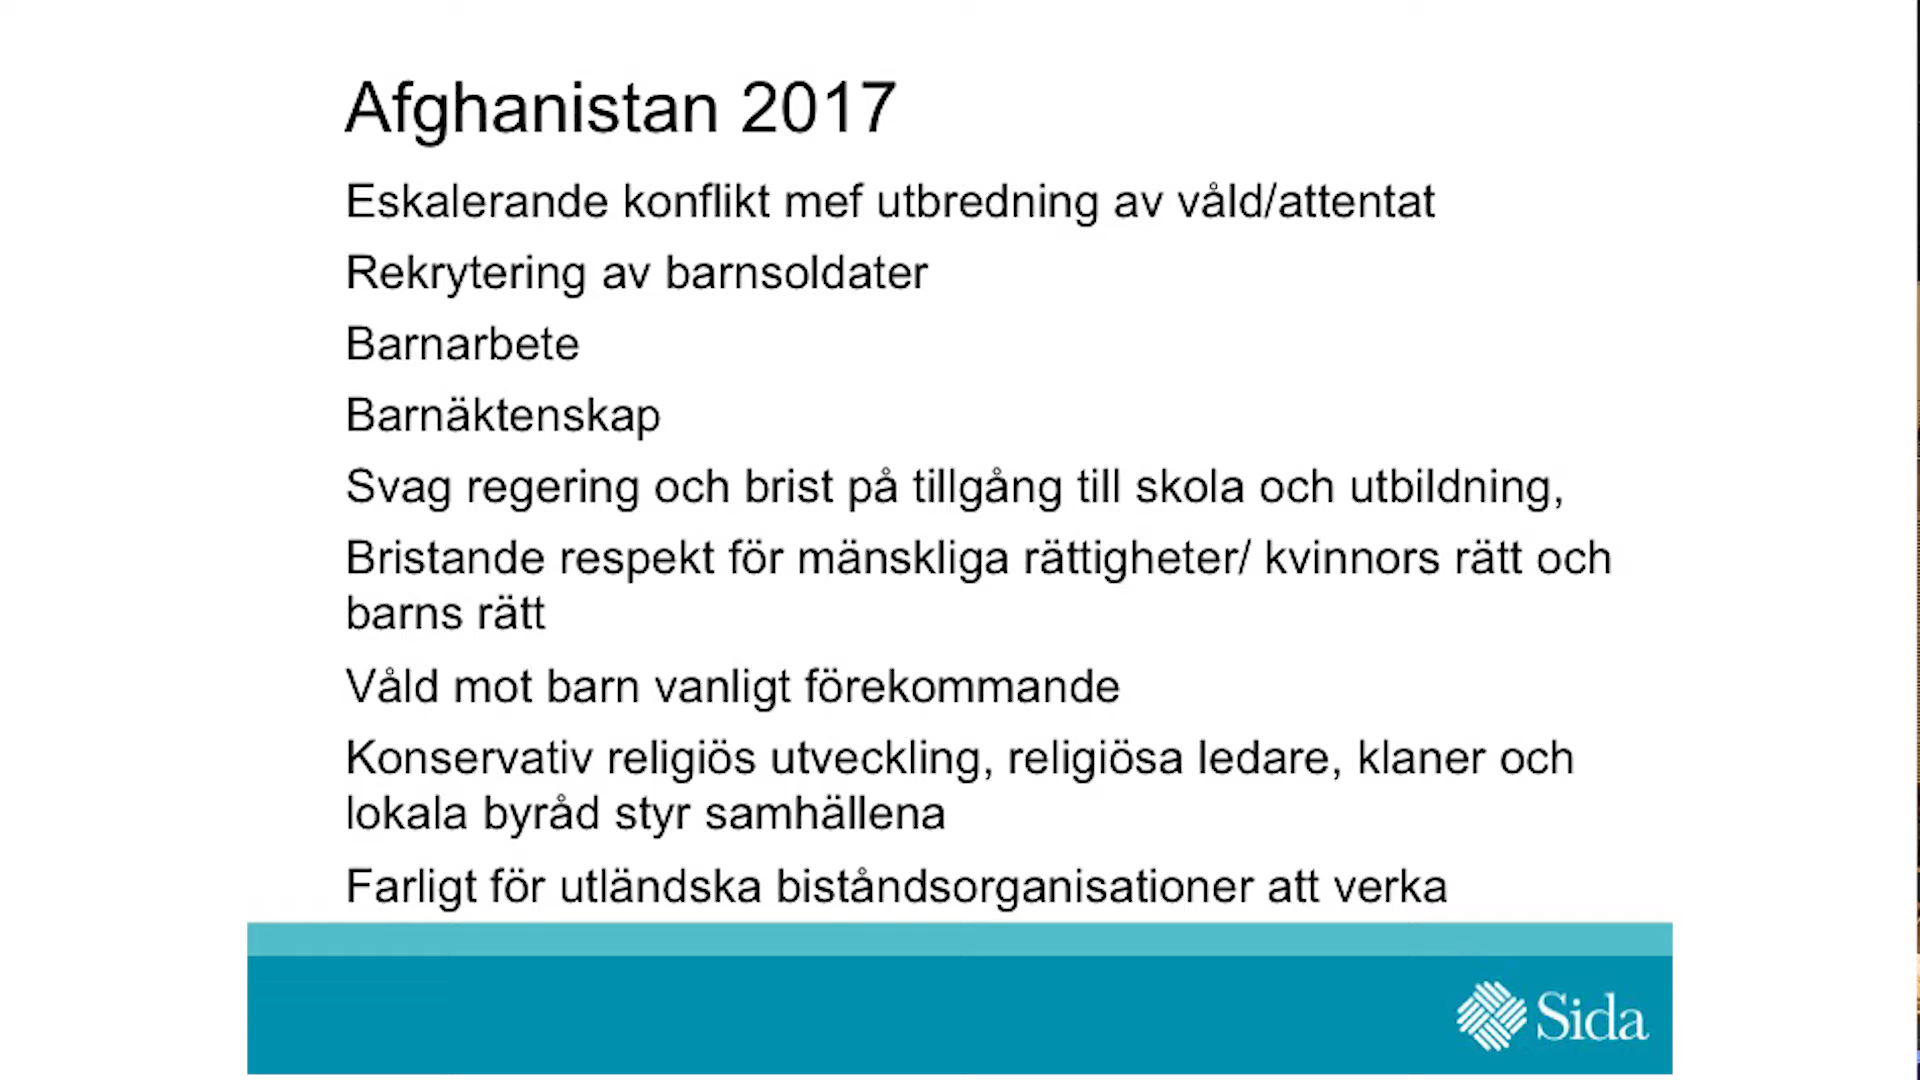 Afghanistan 2017
Eskalerande konflikt mef utbredning av våld/attentat
Rekrytering av barnsoldater
Barnarbete
Barnäktenskap
Svag regering och brist på tillgång till skola och utbildning,
Bristande respekt för mänskliga rättigheter/ kvinnors rätt och
barns rätt
Våld mot barn vanligt förekommande
Konservativ religiös utveckling, religiösa ledare, klaner och
lokala byråd styr samhällena
Farligt för utländska biståndsorganisationer att verka
Sida